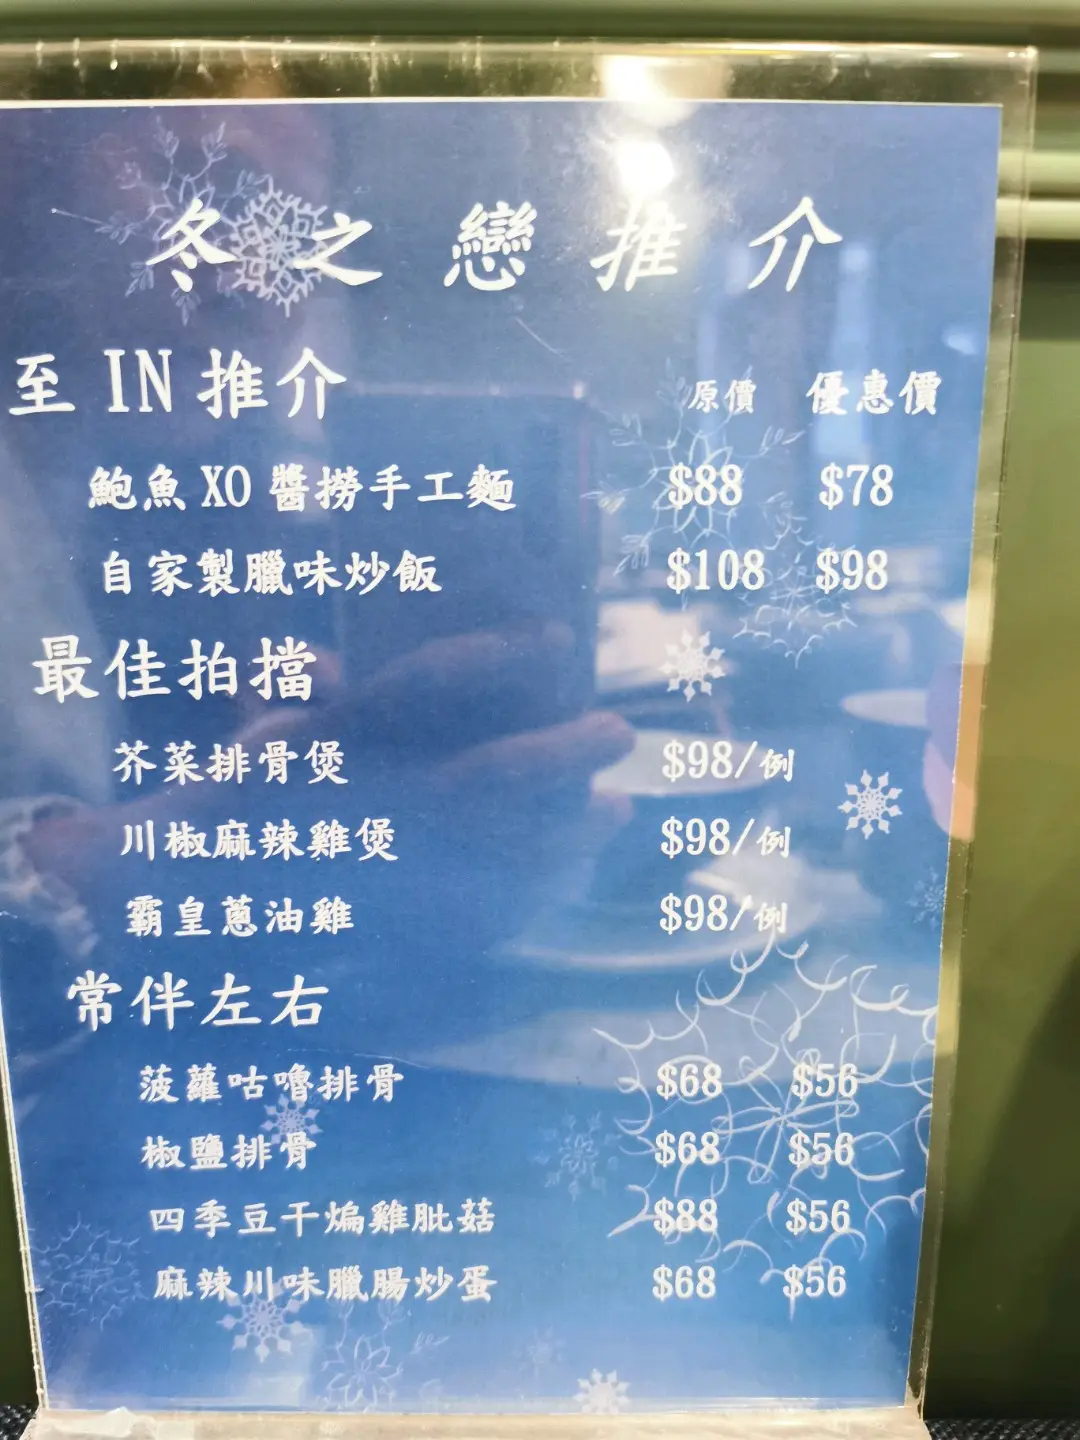 冬之戀推介
至 IN 推介 原價 優惠價
鮑魚 XO 醬撈手工麵 $88 $78
自家製臘味炒飯 $108 $98
最佳拍擋
芥菜排骨煲 $98/例
川椒麻辣雞煲 $98/例
霸皇蔥油雞 $98/例
常伴左右
菠蘿咕嚕排骨 $68 $56
椒鹽排骨 $68 $56
四季豆干煸雞肶菇 $88 $56
麻辣川味臘腸炒蛋 $68 $56